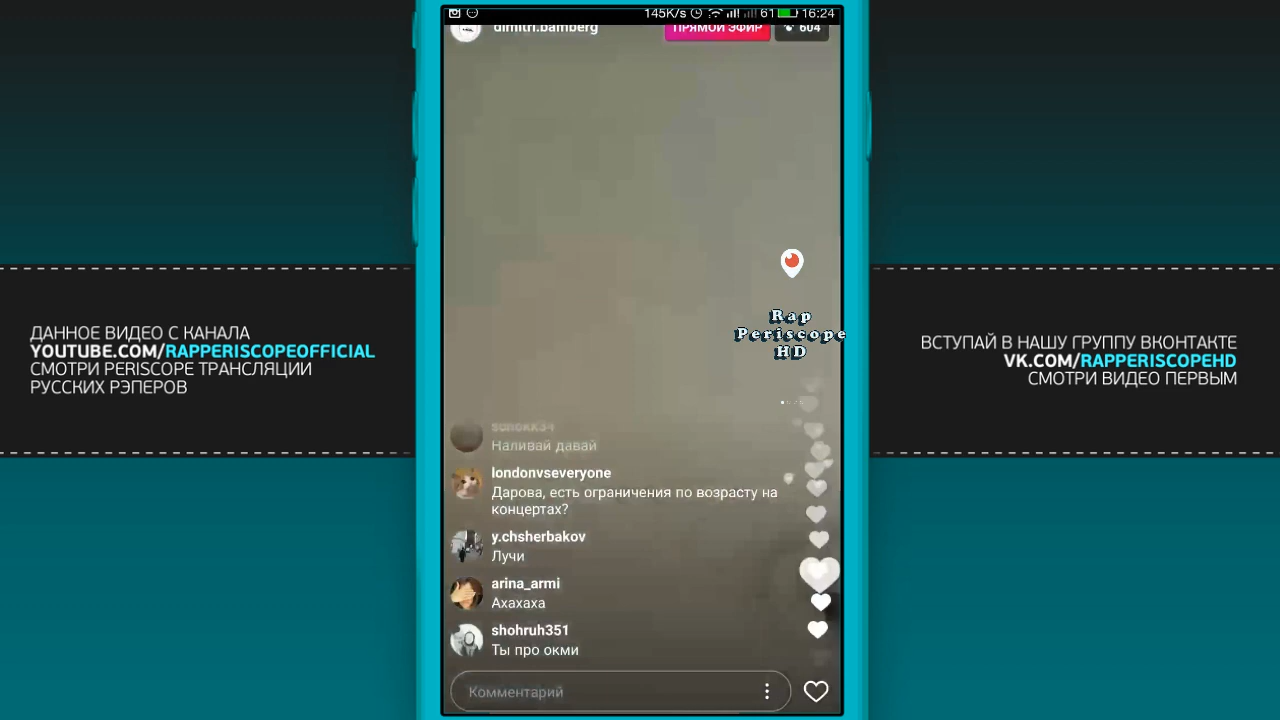 145K/s 61 16:24
dimitri.bamberg ПРЯМОЙ ЭФИР 604
ДАННОЕ ВИДЕО С КАНАЛА
YOUTUBE.COM/RAPPERISCOPEOFFICIAL
СМОТРИ PERISCOPE ТРАНСЛЯЦИИ
РУССКИХ РЭПЕРОВ
Rap
Periscope
HD
ВСТУПАЙ В НАШУ ГРУППУ ВКОНТАКТЕ
VK.COM/RAPPERISCOPEHD
СМОТРИ ВИДЕО ПЕРВЫМ
Наливай давай
londonvseveryone
Дарова, есть ограничения по возрасту на
концертах?
y.chsherbakov
Лучи
arina_armi
Ахахаха
shohruh351
Ты про окми
Комментарий